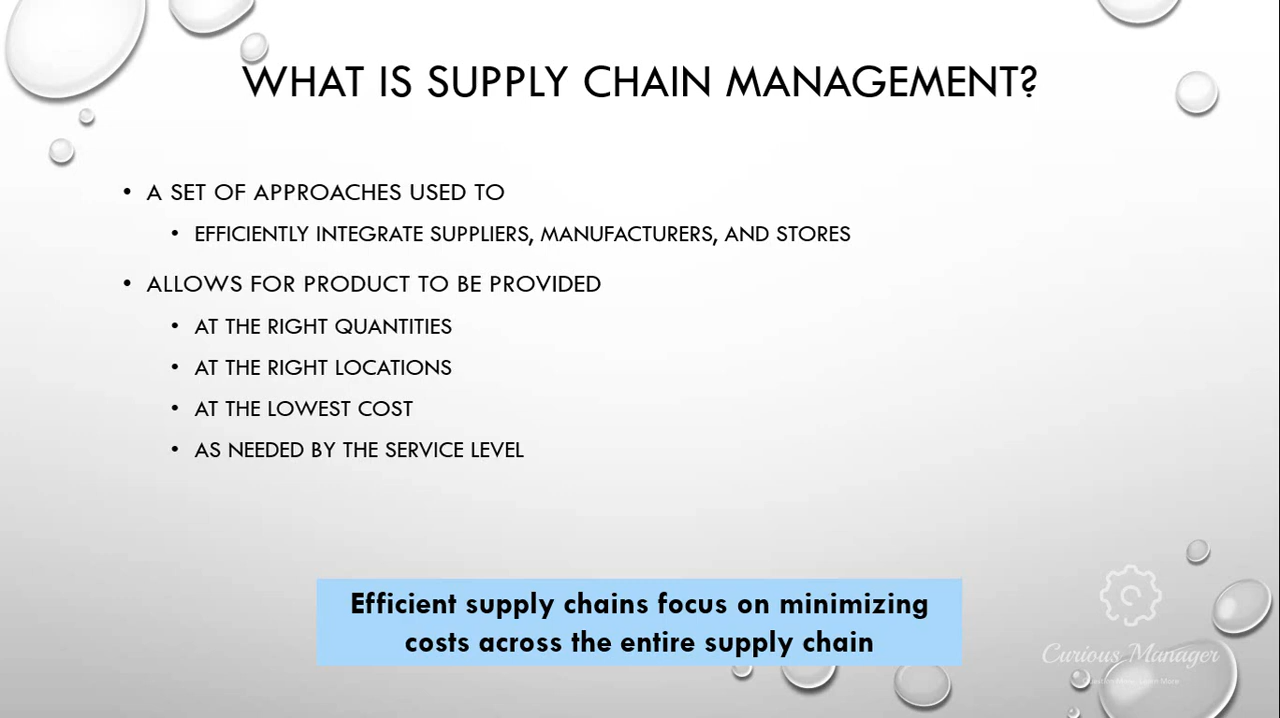 WHAT IS SUPPLY CHAIN MANAGEMENT?
• A SET OF APPROACHES USED TO
• EFFICIENTLY INTEGRATE SUPPLIERS, MANUFACTURERS, AND STORES
• ALLOWS FOR PRODUCT TO BE PROVIDED
• AT THE RIGHT QUANTITIES
• AT THE RIGHT LOCATIONS
• AT THE LOWEST COST
• AS NEEDED BY THE SERVICE LEVEL
Efficient supply chains focus on minimizing
costs across the entire supply chain
Curious Manager